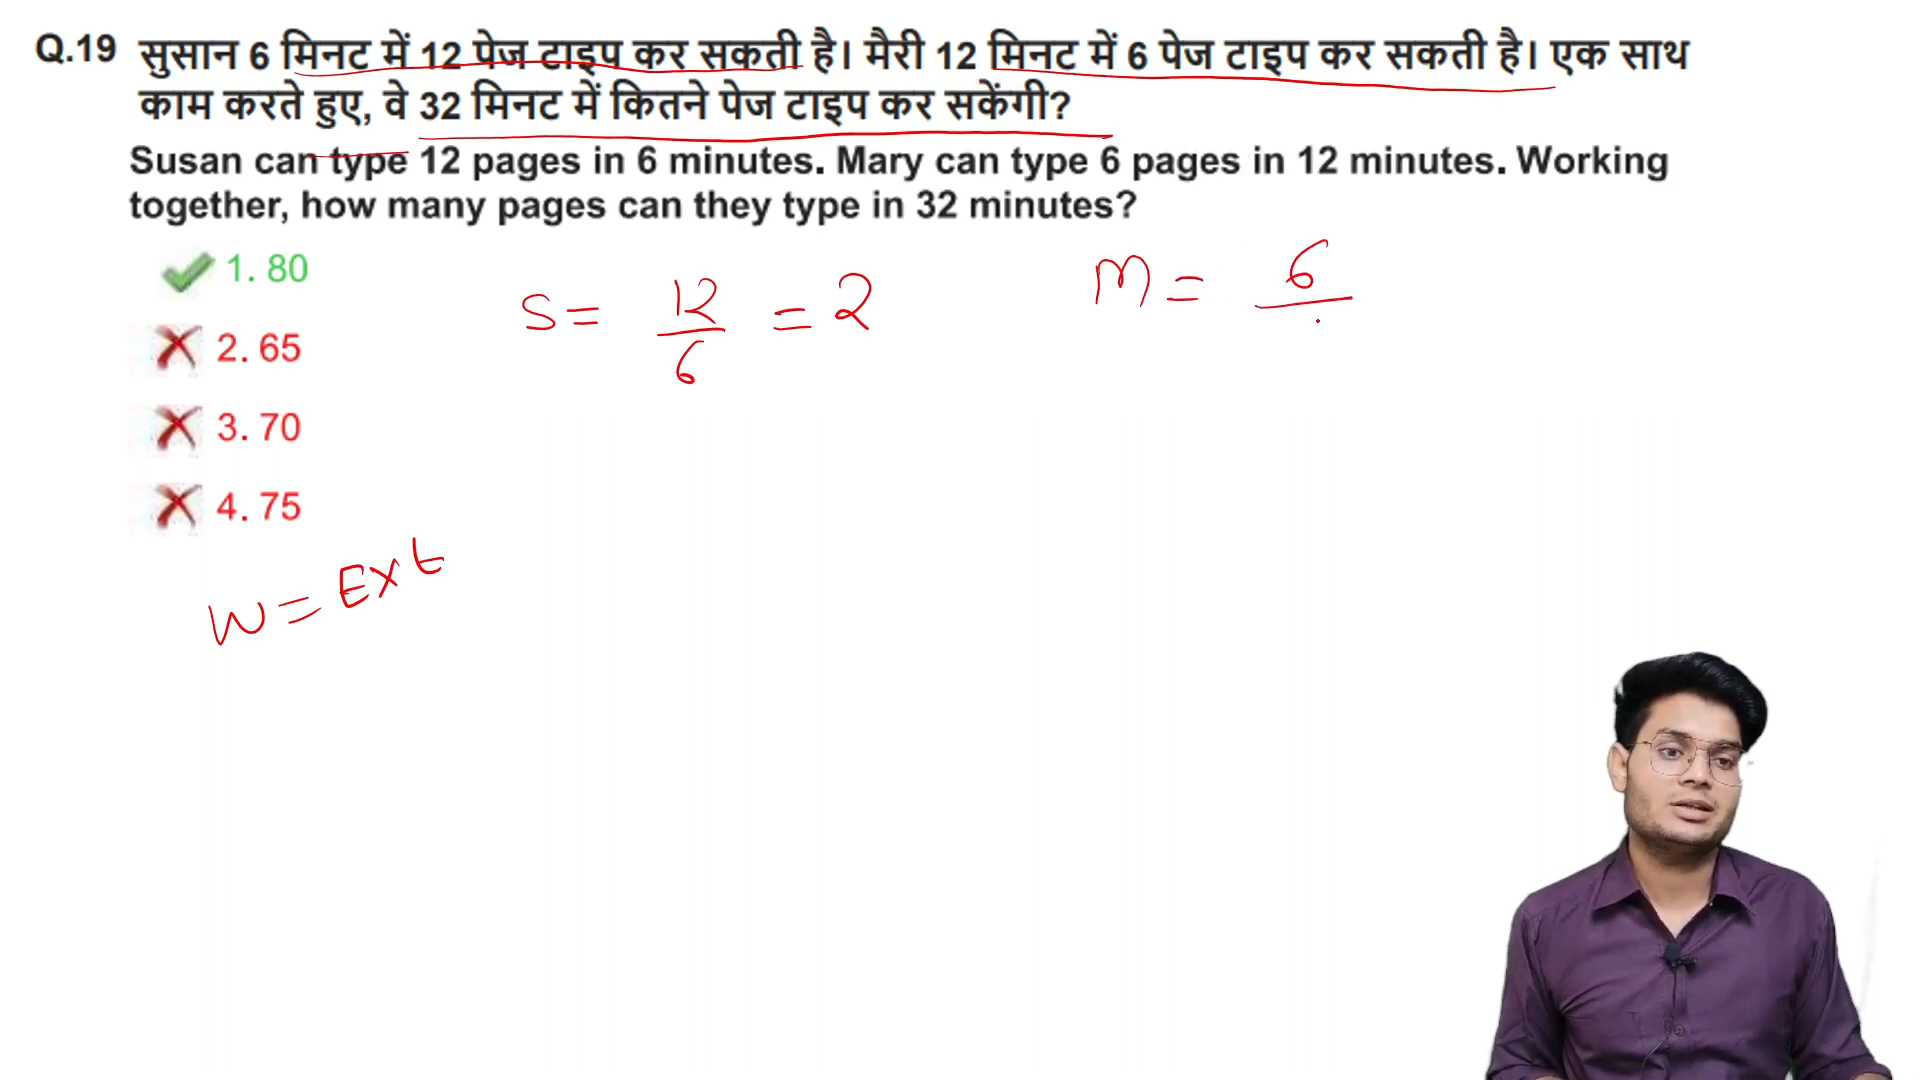 Q.19 सुसान 6 मिनट में 12 पेज टाइप कर सकती है। मैरी 12 मिनट में 6 पेज टाइप कर सकती है। एक साथ
काम करते हुए, वे 32 मिनट में कितने पेज टाइप कर सकेंगी?
Susan can type 12 pages in 6 minutes. Mary can type 6 pages in 12 minutes. Working
together, how many pages can they type in 32 minutes?
1. 80
2. 65
3. 70
4. 75
S = 12/6 = 2
M = 6/
W = E×t